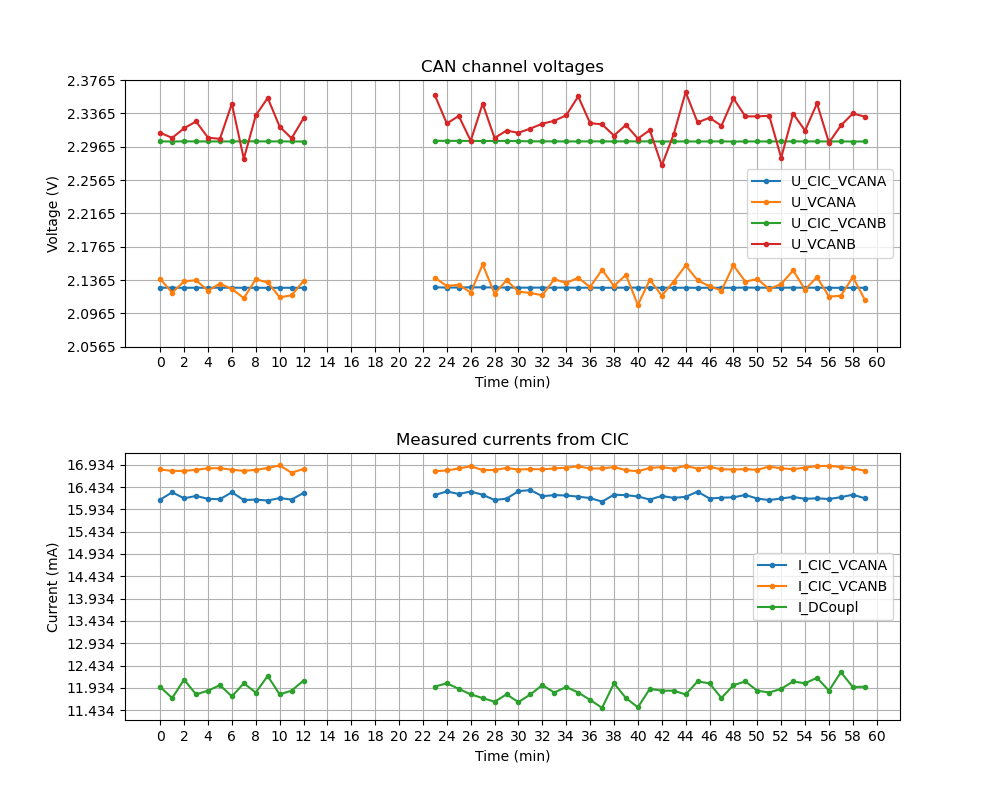 CAN channel voltages
Voltage (V)
2.3765
2.3365
2.2965
2.2565
2.2165
2.1765
2.1365
2.0965
2.0565
U_CIC_VCANA
U_VCANA
U_CIC_VCANB
U_VCANB
0 2 4 6 8 10 12 14 16 18 20 22 24 26 28 30 32 34 36 38 40 42 44 46 48 50 52 54 56 58 60
Time (min)
Measured currents from CIC
Current (mA)
16.934
16.434
15.934
15.434
14.934
14.434
13.934
13.434
12.934
12.434
11.934
11.434
I_CIC_VCANA
I_CIC_VCANB
I_DCoupl
0 2 4 6 8 10 12 14 16 18 20 22 24 26 28 30 32 34 36 38 40 42 44 46 48 50 52 54 56 58 60
Time (min)